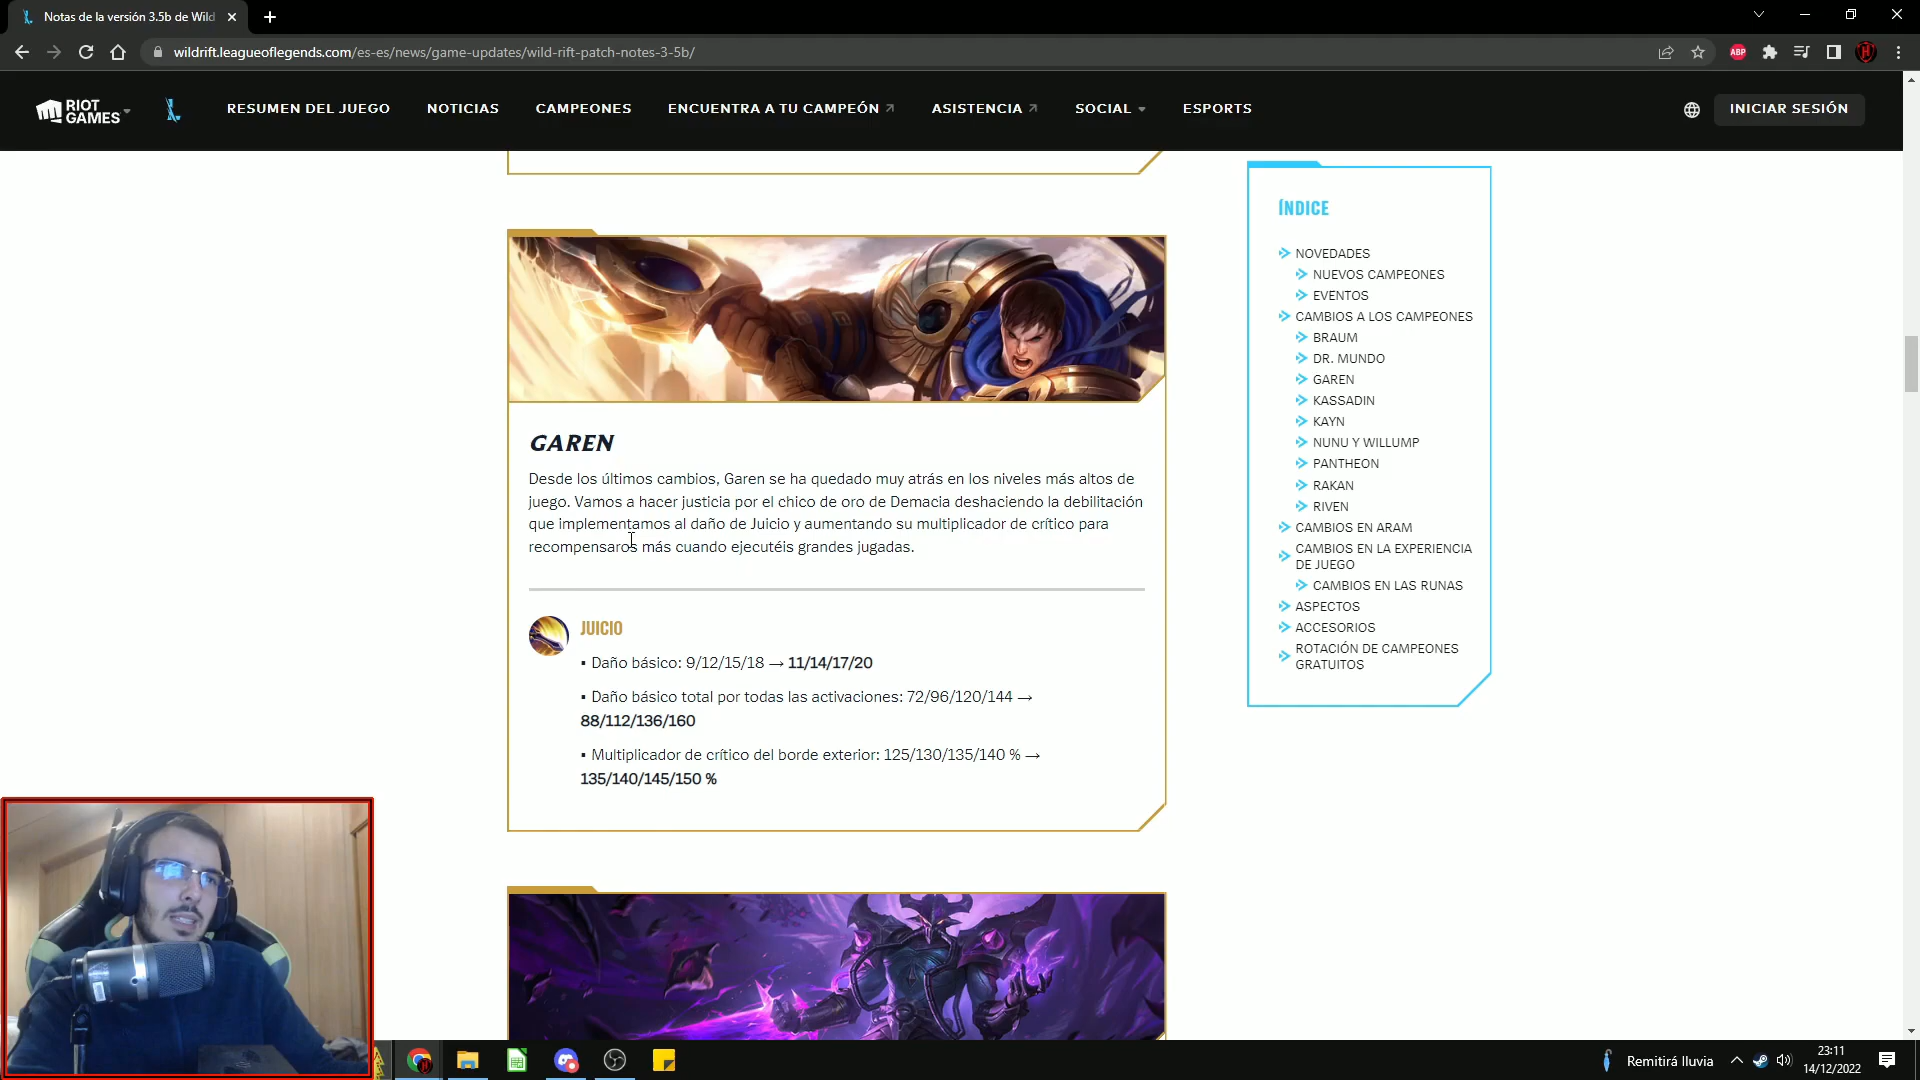 Notas de la versión 3.5b de Wild
wildrift.leagueoflegends.com/es-es/news/game-updates/wild-rift-patch-notes-3-5b/
ABP
RIOT GAMES
RESUMEN DEL JUEGO
NOTICIAS
CAMPEONES
ENCUENTRA A TU CAMPEÓN
ASISTENCIA
SOCIAL
ESPORTS
INICIAR SESIÓN
GAREN
Desde los últimos cambios, Garen se ha quedado muy atrás en los niveles más altos de
juego. Vamos a hacer justicia por el chico de oro de Demacia deshaciendo la debilitación
que implementamos al daño de Juicio y aumentando su multiplicador de crítico para
recompensaros más cuando ejecutéis grandes jugadas.
JUICIO
▪ Daño básico: 9/12/15/18 → 11/14/17/20
▪ Daño básico total por todas las activaciones: 72/96/120/144 →
88/112/136/160
▪ Multiplicador de crítico del borde exterior: 125/130/135/140 % →
135/140/145/150 %
ÍNDICE
NOVEDADES
NUEVOS CAMPEONES
EVENTOS
CAMBIOS A LOS CAMPEONES
BRAUM
DR. MUNDO
GAREN
KASSADIN
KAYN
NUNU Y WILLUMP
PANTHEON
RAKAN
RIVEN
CAMBIOS EN ARAM
CAMBIOS EN LA EXPERIENCIA
DE JUEGO
CAMBIOS EN LAS RUNAS
ASPECTOS
ACCESORIOS
ROTACIÓN DE CAMPEONES
GRATUITOS
Remitirá lluvia
23:11
14/12/2022